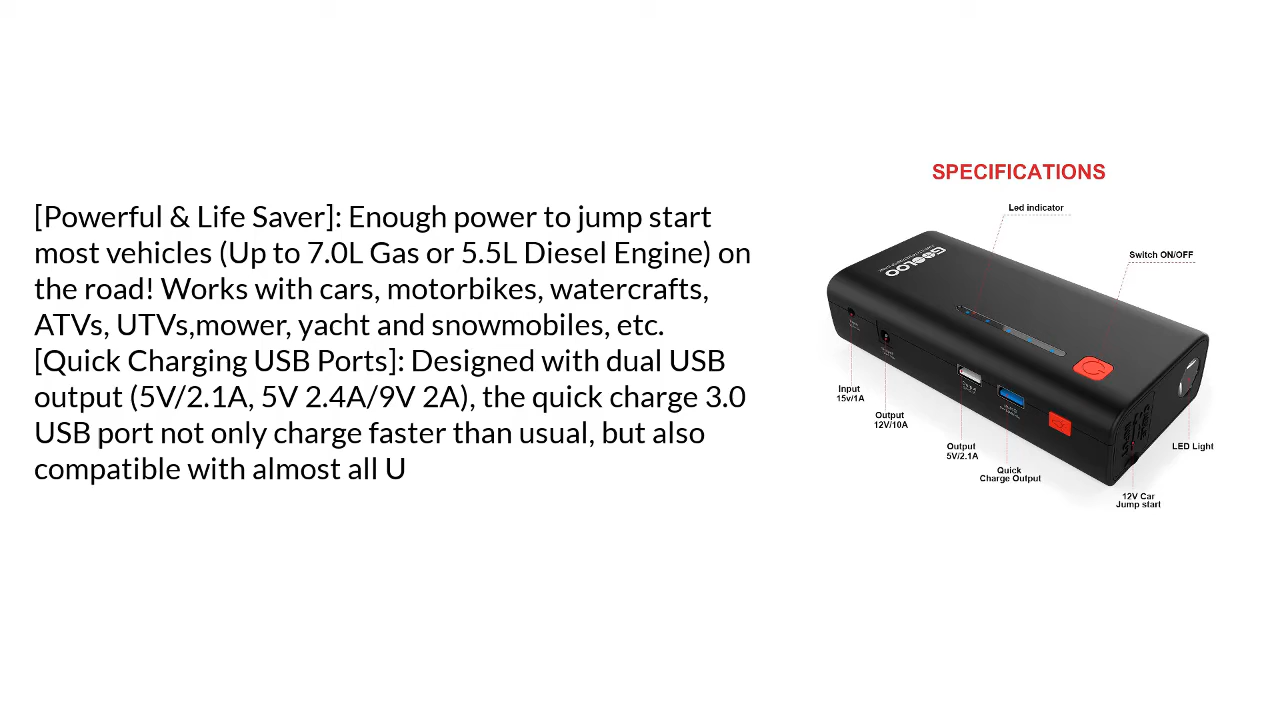 [Powerful & Life Saver]: Enough power to jump start
most vehicles (Up to 7.0L Gas or 5.5L Diesel Engine) on
the road! Works with cars, motorbikes, watercrafts,
ATVs, UTVs,mower, yacht and snowmobiles, etc.
[Quick Charging USB Ports]: Designed with dual USB
output (5V/2.1A, 5V 2.4A/9V 2A), the quick charge 3.0
USB port not only charge faster than usual, but also
compatible with almost all U
SPECIFICATIONS
Led indicator
Switch ON/OFF
GOOLOO
Input
15v/1A
Output
12V/10A
Output
5V/2.1A
Quick
Charge Output
LED Light
12V Car
Jump start